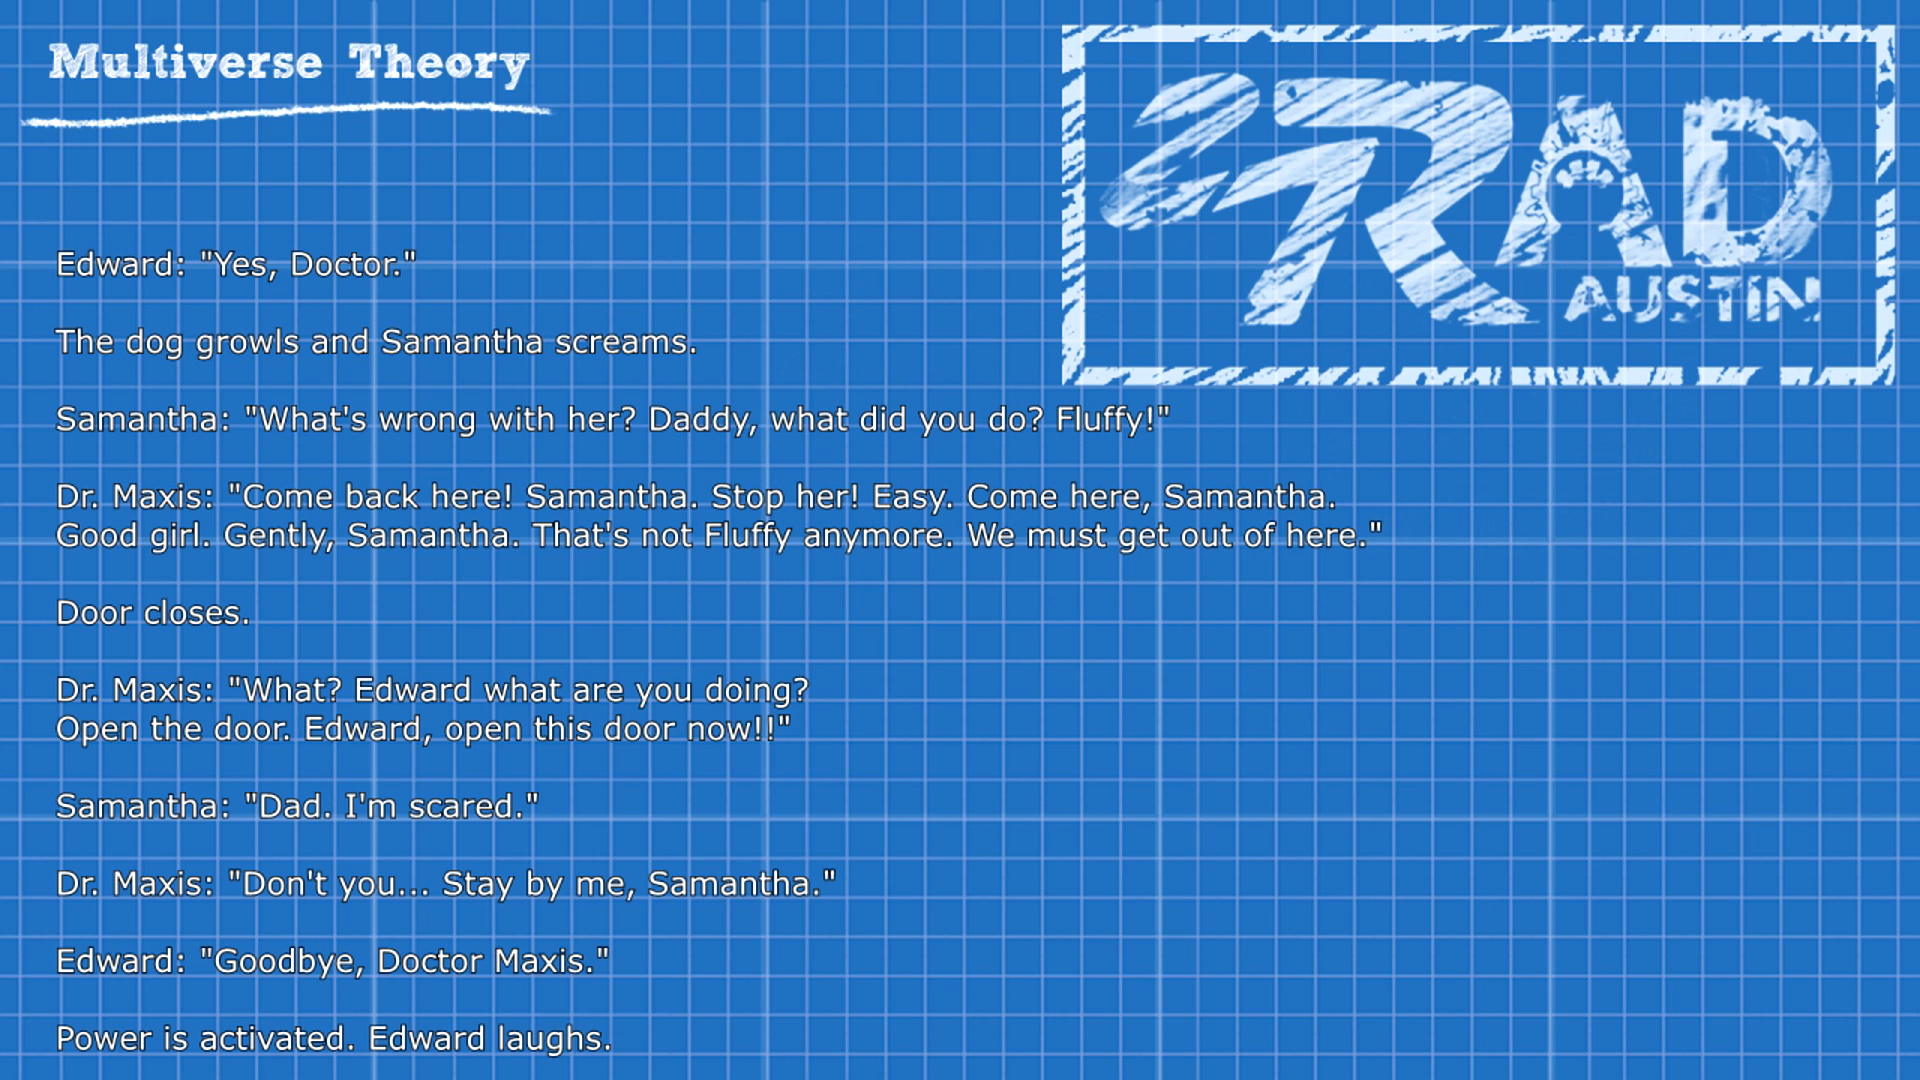 Multiverse Theory
RAD
AUSTIN
Edward: "Yes, Doctor."
The dog growls and Samantha screams.
Samantha: "What's wrong with her? Daddy, what did you do? Fluffy!"
Dr. Maxis: "Come back here! Samantha. Stop her! Easy. Come here, Samantha.
Good girl. Gently, Samantha. That's not Fluffy anymore. We must get out of here."
Door closes.
Dr. Maxis: "What? Edward what are you doing?
Open the door. Edward, open this door now!!"
Samantha: "Dad. I'm scared."
Dr. Maxis: "Don't you... Stay by me, Samantha."
Edward: "Goodbye, Doctor Maxis."
Power is activated. Edward laughs.